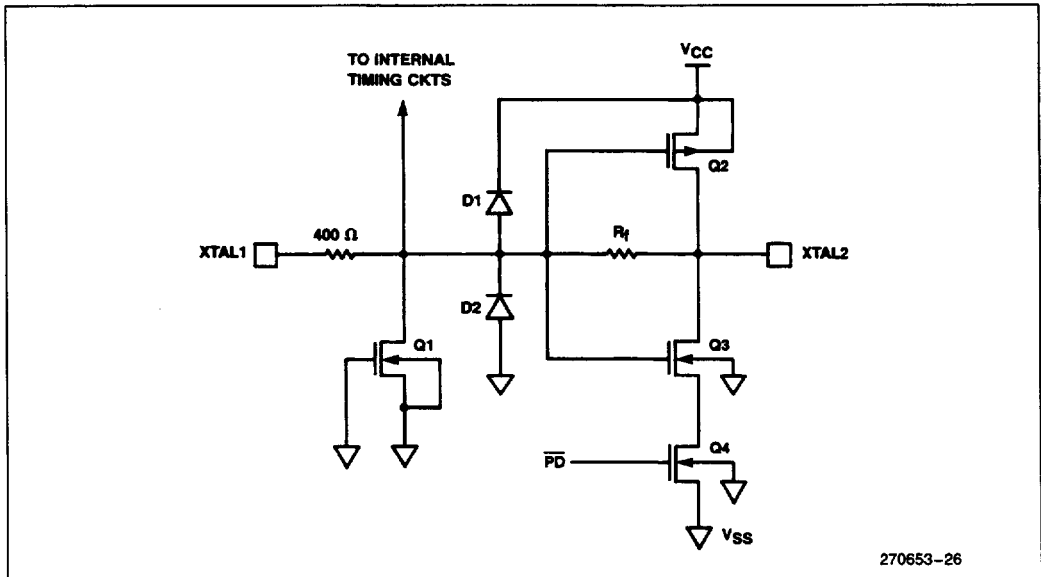 TO INTERNAL
TIMING CKTS
VCC
Q2
D1
400 Ω
Rf
XTAL1
XTAL2
D2
Q1
Q3
Q4
PD
VSS
270653-26